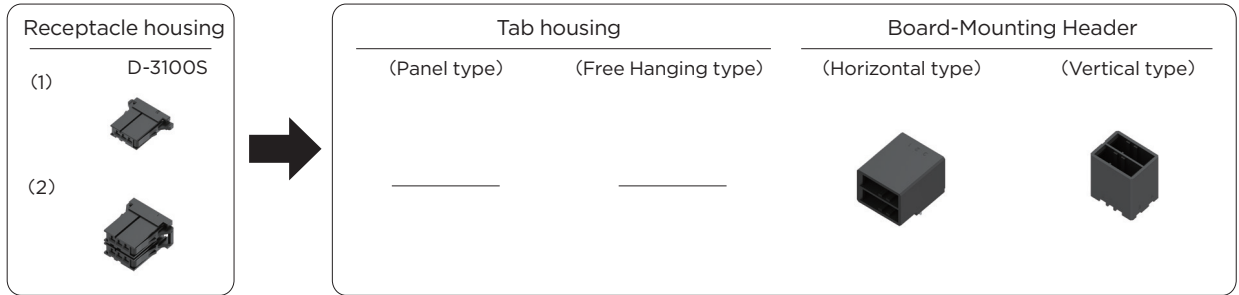 Receptacle housing
D-3100S
(1)
(2)
Tab housing
Board-Mounting Header
(Panel type)
(Free Hanging type)
(Horizontal type)
(Vertical type)